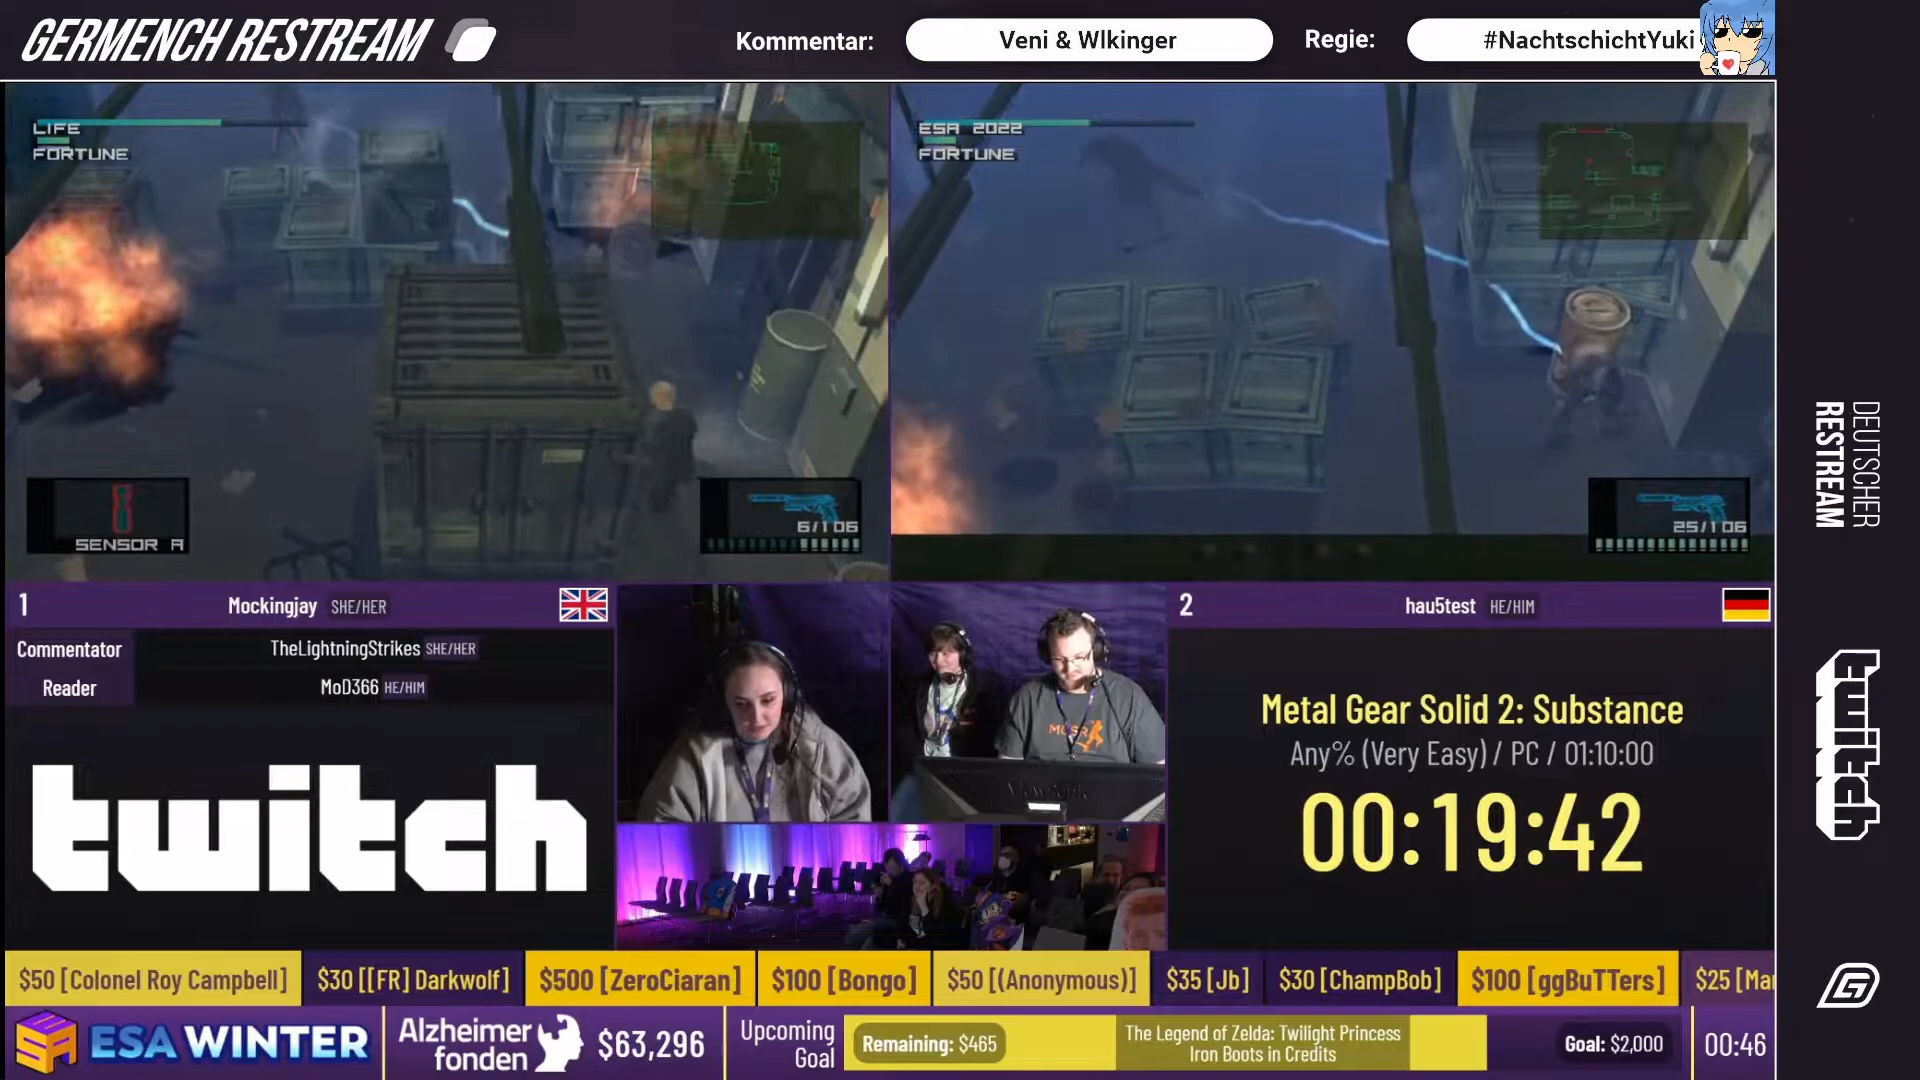 GERMENCH RESTREAM
Kommentar:
Veni & Wlkinger
Regie:
#NachtschichtYuki
LIFE
FORTUNE
SENSOR A
6/106
ESA 2022
FORTUNE
25/106
DEUTSCHER
RESTREAM
twitch
1
Mockingjay SHE/HER
Commentator
TheLightningStrikes SHE/HER
Reader
MoD366 HE/HIM
twitch
MGSR
ViewSonic
2
hau5test HE/HIM
Metal Gear Solid 2: Substance
Any% (Very Easy) / PC / 01:10:00
00:19:42
$50 [Colonel Roy Campbell]
$30 [[FR] Darkwolf]
$500 [ZeroCiaran]
$100 [Bongo]
$50 [(Anonymous)]
$35 [Jb]
$30 [ChampBob]
$100 [ggBuTTers]
$25 [Mar
ESA WINTER
Alzheimer
fonden
$63,296
Upcoming
Goal
Remaining: $465
The Legend of Zelda: Twilight Princess
Iron Boots in Credits
Goal: $2,000
00:46